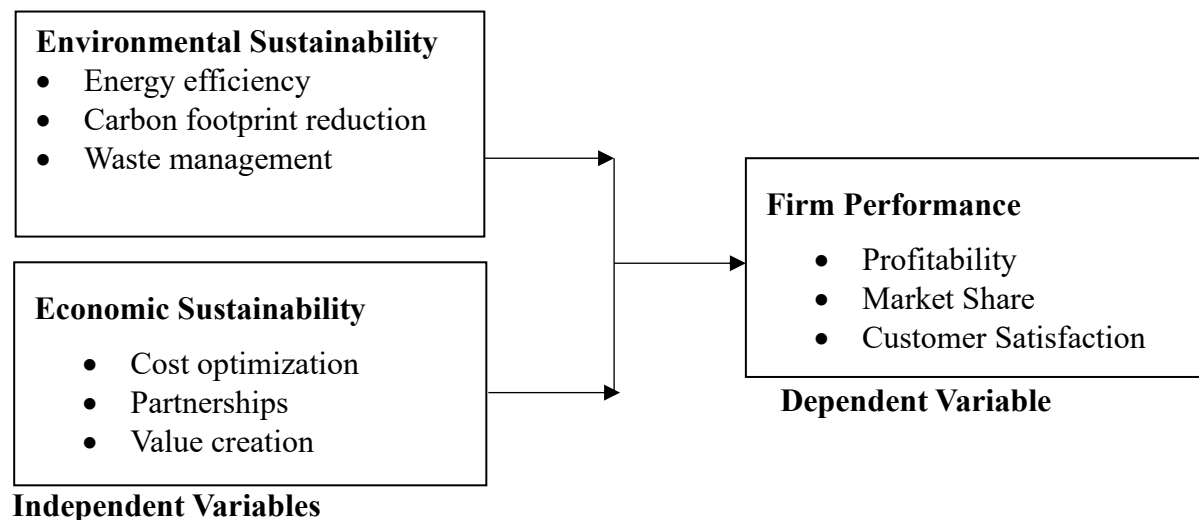 Environmental Sustainability
• Energy efficiency
• Carbon footprint reduction
• Waste management
Economic Sustainability
• Cost optimization
• Partnerships
• Value creation
Independent Variables
Firm Performance
• Profitability
• Market Share
• Customer Satisfaction
Dependent Variable